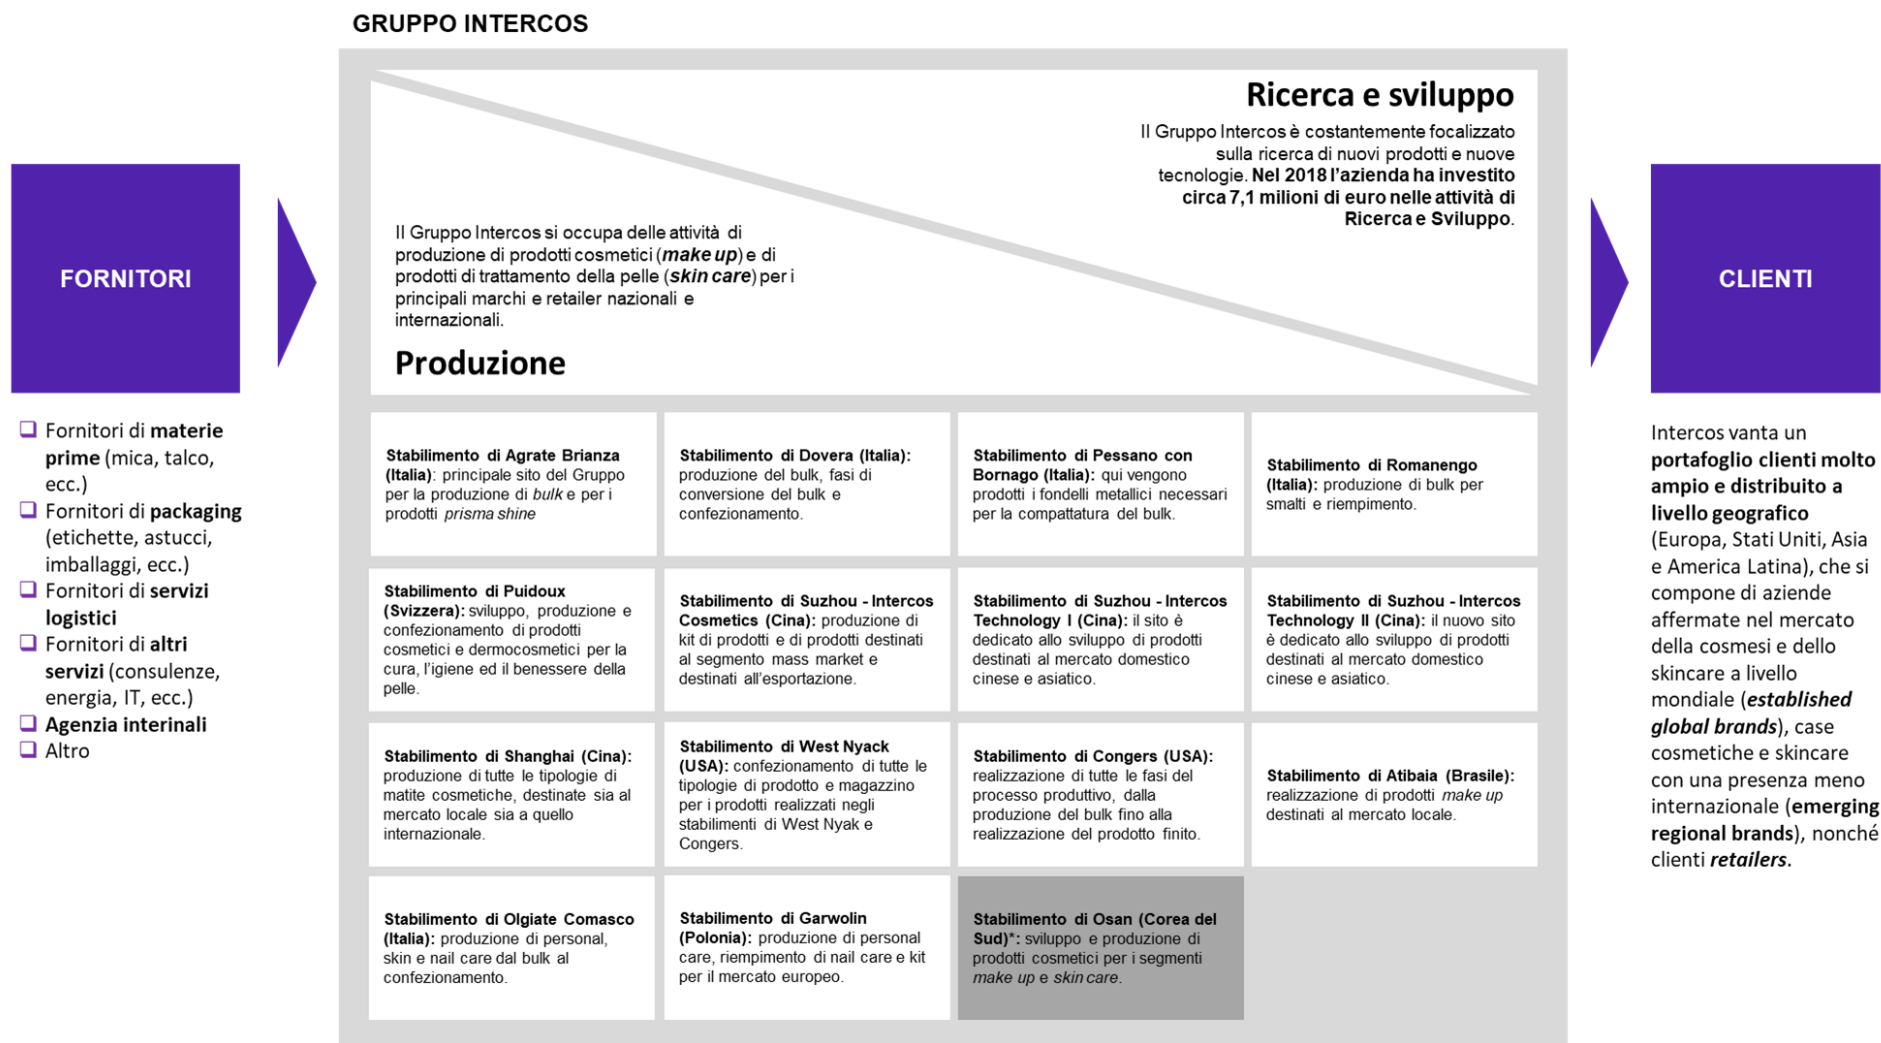 GRUPPO INTERCOS
Ricerca e sviluppo
Il Gruppo Intercos è costantemente focalizzato
sulla ricerca di nuovi prodotti e nuove
tecnologie. Nel 2018 l'azienda ha investito
circa 7,1 milioni di euro nelle attività di
Ricerca e Sviluppo.
Il Gruppo Intercos si occupa delle attività di
produzione di prodotti cosmetici (make up) e di
prodotti di trattamento della pelle (skin care) per i
principali marchi e retailer nazionali e
internazionali.
Produzione
FORNITORI
Fornitori di materie
prime (mica, talco,
ecc.)
Fornitori di packaging
(etichette, astucci,
imballaggi, ecc.)
Fornitori di servizi
logistici
Fornitori di altri
servizi (consulenze,
energia, IT, ecc.)
Agenzia interinali
Altro
Stabilimento di Agrate Brianza
(Italia): principale sito del Gruppo
per la produzione di bulk e per i
prodotti prisma shine
Stabilimento di Dovera (Italia):
produzione del bulk, fasi di
conversione del bulk e
confezionamento.
Stabilimento di Pessano con
Bornago (Italia): qui vengono
prodotti i fondelli metallici necessari
per la compattatura del bulk.
Stabilimento di Romanengo
(Italia): produzione di bulk per
smalti e riempimento.
Stabilimento di Puidoux
(Svizzera): sviluppo, produzione e
confezionamento di prodotti
cosmetici e dermocosmetici per la
cura, l'igiene ed il benessere della
pelle.
Stabilimento di Suzhou - Intercos
Cosmetics (Cina): produzione di
kit di prodotti e di prodotti destinati
al segmento mass market e
destinati all'esportazione.
Stabilimento di Suzhou - Intercos
Technology I (Cina): il sito è
dedicato allo sviluppo di prodotti
destinati al mercato domestico
cinese e asiatico.
Stabilimento di Suzhou - Intercos
Technology II (Cina): il nuovo sito
è dedicato allo sviluppo di prodotti
destinati al mercato domestico
cinese e asiatico.
Stabilimento di Shanghai (Cina):
produzione di tutte le tipologie di
matite cosmetiche, destinate sia al
mercato locale sia a quello
internazionale.
Stabilimento di West Nyack
(USA): confezionamento di tutte le
tipologie di prodotto e magazzino
per i prodotti realizzati negli
stabilimenti di West Nyak e
Congers.
Stabilimento di Congers (USA):
realizzazione di tutte le fasi del
processo produttivo, dalla
produzione del bulk fino alla
realizzazione del prodotto finito.
Stabilimento di Atibaia (Brasile):
realizzazione di prodotti make up
destinati al mercato locale.
Stabilimento di Olgiate Comasco
(Italia): produzione di personal,
skin e nail care dal bulk al
confezionamento.
Stabilimento di Garwolin
(Polonia): produzione di personal
care, riempimento di nail care e kit
per il mercato europeo.
Stabilimento di Osan (Corea del
Sud)*: sviluppo e produzione di
prodotti cosmetici per i segmenti
make up e skin care.
CLIENTI
Intercos vanta un
portafoglio clienti molto
ampio e distribuito a
livello geografico
(Europa, Stati Uniti, Asia
e America Latina), che si
compone di aziende
affermate nel mercato
della cosmesi e dello
skincare a livello
mondiale (established
global brands), case
cosmetiche e skincare
con una presenza meno
internazionale (emerging
regional brands), nonché
clienti retailers.